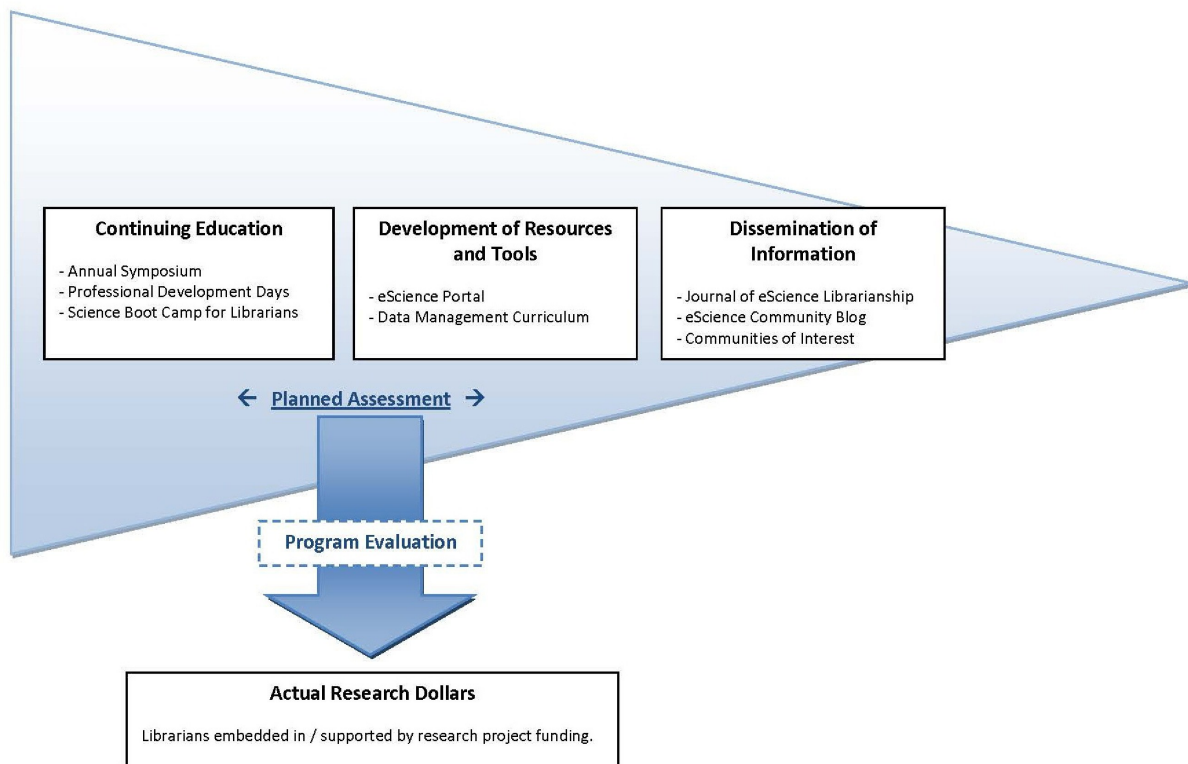 Continuing Education
- Annual Symposium
- Professional Development Days
- Science Boot Camp for Librarians
Development of Resources
and Tools
- eScience Portal
- Data Management Curriculum
Dissemination of
Information
- Journal of eScience Librarianship
- eScience Community Blog
- Communities of Interest
← Planned Assessment →
Program Evaluation
Actual Research Dollars
Librarians embedded in / supported by research project funding.